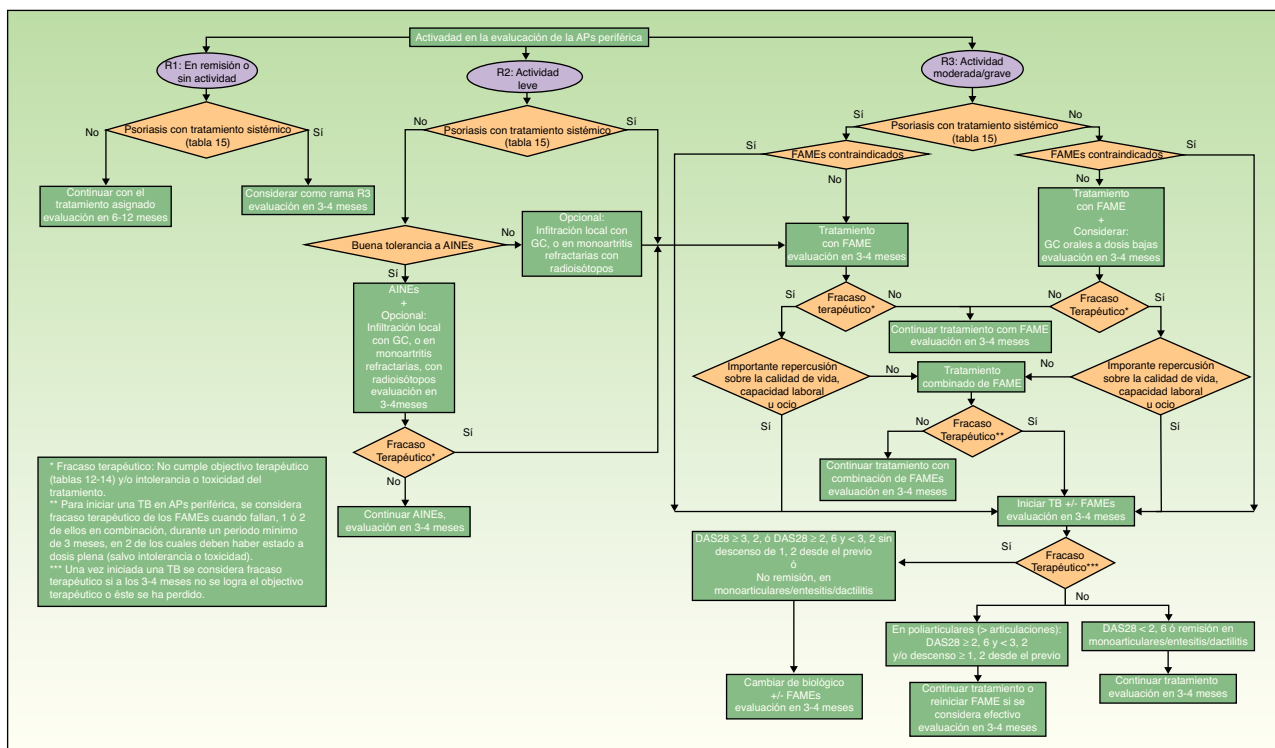 Activadad en la evalucación de la APs periférica
R1: En remisión o
sin actividad
R2: Actividad
leve
R3: Actividad
moderada/grave
No
Psoriasis con tratamiento sistémico
(tabla 15)
Sí
No
Psoriasis con tratamiento sistémico
(tabla 15)
Sí
Sí
Psoriasis con tratamiento sistémico
(tabla 15)
No
Continuar con el
tratamiento asignado
evaluación en 6-12 meses
Considerar como rama R3
evaluación en 3-4 meses
Sí
FAMEs contraindicados
No
FAMEs contraindicados
Sí
No
Buena tolerancia a AINEs
No
Sí
Opcional:
Infiltración local con
GC, o en monoartritis
refractarias con
radioisótopos
Tratamiento
con FAME
evaluación en 3-4 meses
Tratamiento
con FAME
+
Considerar:
GC orales a dosis bajas
evaluación en 3-4 meses
AINEs
+
Opcional:
Infiltración local
con GC, o en
monoartritis
refractarias, con
radioisótopos
evaluación en
3-4meses
Sí
Fracaso
terapéutico*
No
No
Fracaso
Terapéutico*
Sí
Continuar tratamiento com FAME
evaluación en 3-4 meses
Importante repercusión
sobre la calidad de vida,
capacidad laboral
u ocio
No
Sí
Tratamiento
combinado de FAME
No
Importante repercusión
sobre la calidad de vida,
capacidad laboral
u ocio
Sí
Fracaso
Terapéutico*
Sí
No
Continuar AINEs,
evaluación en 3-4 meses
No
Fracaso
Terapéutico**
Sí
Continuar tratamiento con
combinación de FAMEs
evaluación en 3-4 meses
Iniciar TB +/- FAMEs
evaluación en 3-4 meses
* Fracaso terapéutico: No cumple objetivo terapéutico
(tablas 12-14) y/o intolerancia o toxicidad del
tratamiento.
** Para iniciar una TB en APs periférica, se considera
fracaso terapéutico de los FAMEs cuando fallan, 1 ó 2
de ellos en combinación, durante un período mínimo
de 3 meses, en 2 de los cuales deben haber estado a
dosis plena (salvo intolerancia o toxicidad).
*** Una vez iniciada una TB se considera fracaso
terapéutico si a los 3-4 meses no se logra el objectivo
terapéutico o éste se ha perdido.
DAS28 ≥ 3, 2, ó DAS28 ≥ 2, 6 y < 3, 2 sin
descenso de 1, 2 desde el previo
ó
No remisión, en
monoarticulares/entesitis/dactilitis
Sí
Fracaso
Terapéutico***
No
En poliarticulares (> articulaciones):
DAS28 ≥ 2, 6 y < 3, 2
y/o descenso ≥ 1, 2 desde el previo
DAS28 < 2, 6 ó remisión en
monoarticulares/entesitis/dactilitis
Cambiar de biológico
+/- FAMEs
evaluación en 3-4 meses
Continuar tratamiento o
reiniciar FAME si se
considera efectivo
evaluación en 3-4 meses
Continuar tratamiento
evaluación en 3-4 meses